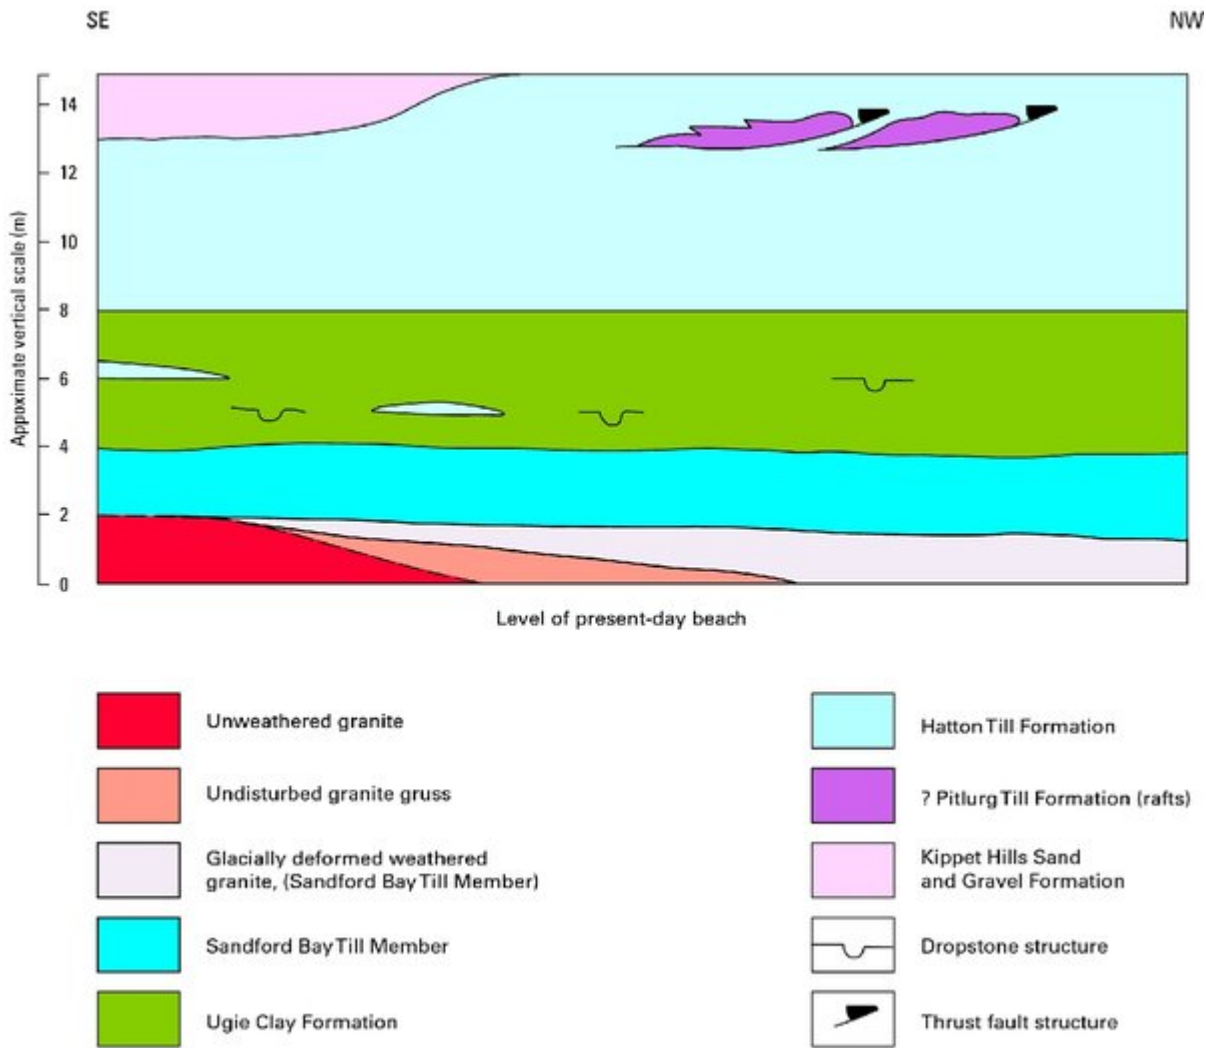 SE
NW
Appoximate vertical scale (m)
14
12
10
8
6
4
2
0
Level of present-day beach
Unweathered granite
Undisturbed granite gruss
Glacially deformed weathered
granite, (Sandford Bay Till Member)
Sandford Bay Till Member
Ugie Clay Formation
Hatton Till Formation
? Pitlurg Till Formation (rafts)
Kippet Hills Sand
and Gravel Formation
Dropstone structure
Thrust fault structure